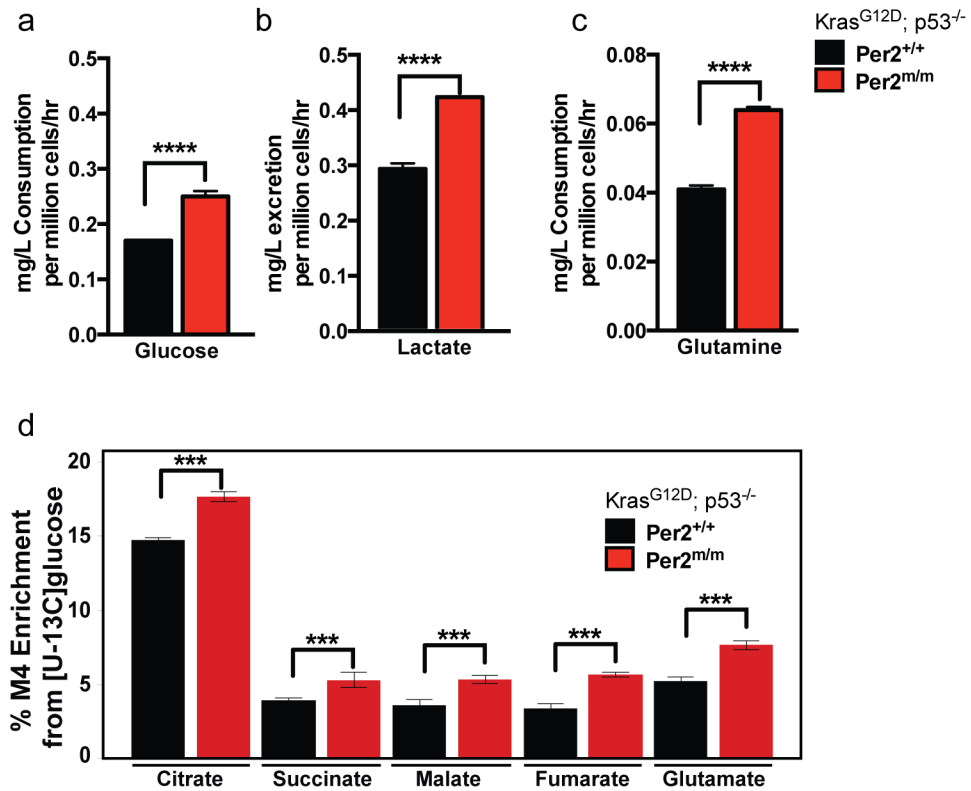 a
mg/L Consumption
per million cells/hr
0.5
0.4
0.3
0.2
0.1
0.0
****
Glucose
b
mg/L excretion
per million cells/hr
0.5
0.4
0.3
0.2
0.1
0.0
****
Lactate
c
mg/L Consumption
per million cells/hr
0.08
0.06
0.04
0.02
0.00
****
Glutamine
Kras^G12D; p53^-/-
Per2^+/+
Per2^m/m
d
% M4 Enrichment
from [U-13C]glucose
20
15
10
5
0
***
***
***
***
***
Kras^G12D; p53^-/-
Per2^+/+
Per2^m/m
Citrate Succinate Malate Fumarate Glutamate